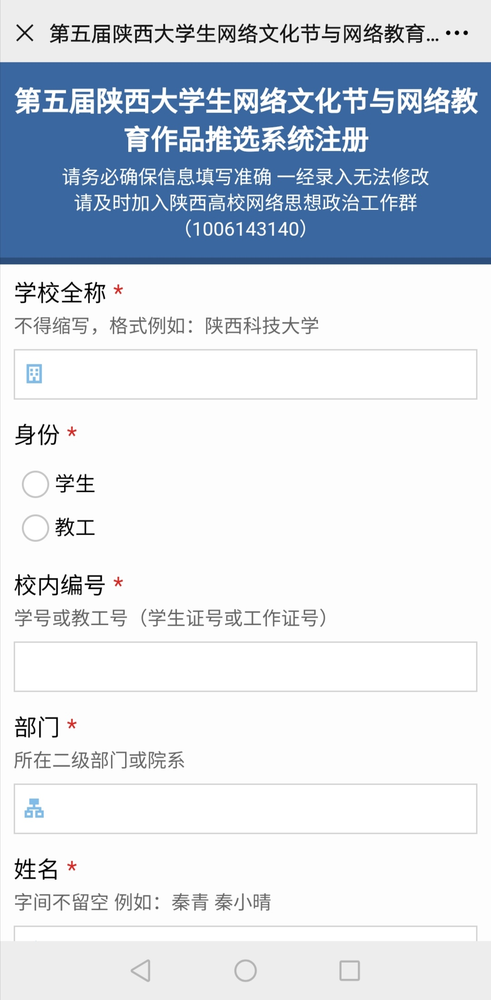 第五届陕西大学生网络文化节与网络教育...
第五届陕西大学生网络文化节与网络教
育作品推选系统注册
请务必确保信息填写准确 一经录入无法修改
请及时加入陕西高校网络思想政治工作群
（1006143140）
学校全称 *
不得缩写，格式例如：陕西科技大学
身份 *
学生
教工
校内编号 *
学号或教工号（学生证号或工作证号）
部门 *
所在二级部门或院系
姓名 *
字间不留空 例如：秦青 秦小晴